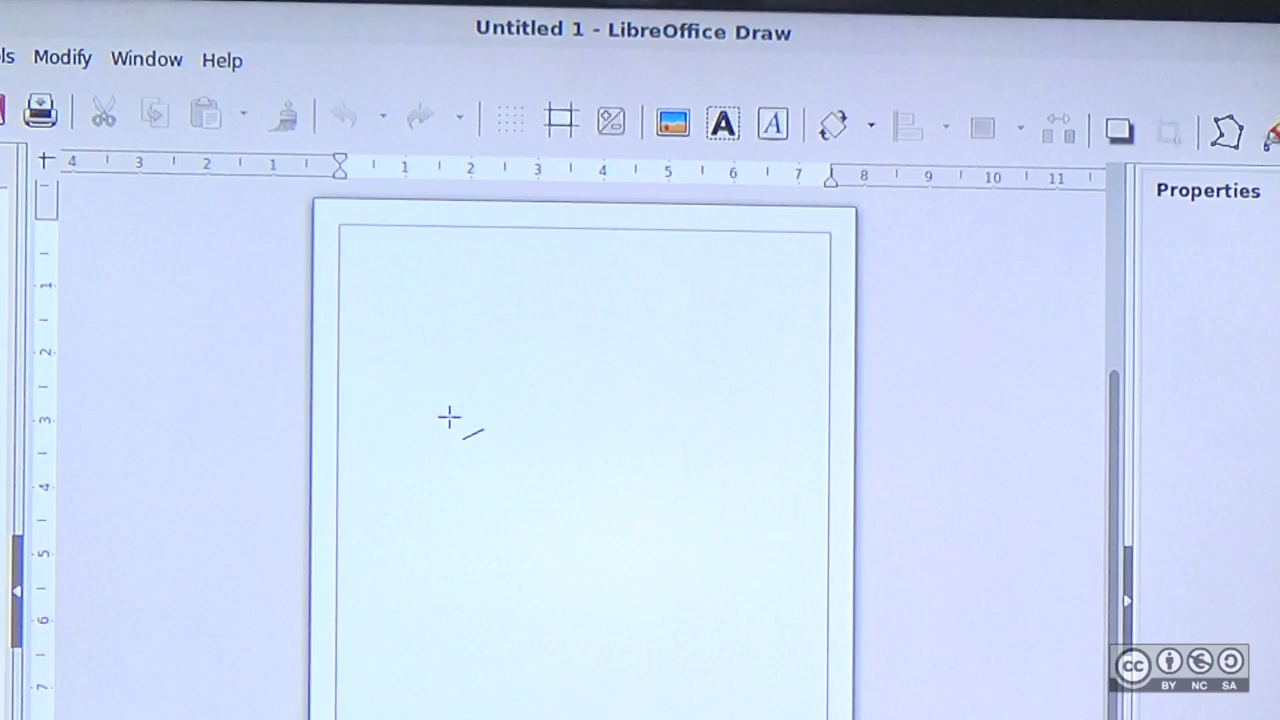 Untitled 1 - LibreOffice Draw
ls Modify Window Help
A A
4 3 2 1 1 2 3 4 5 6 7 8 9 10 11
Properties
1
2
3
4
5
6
7
cc
BY NC SA